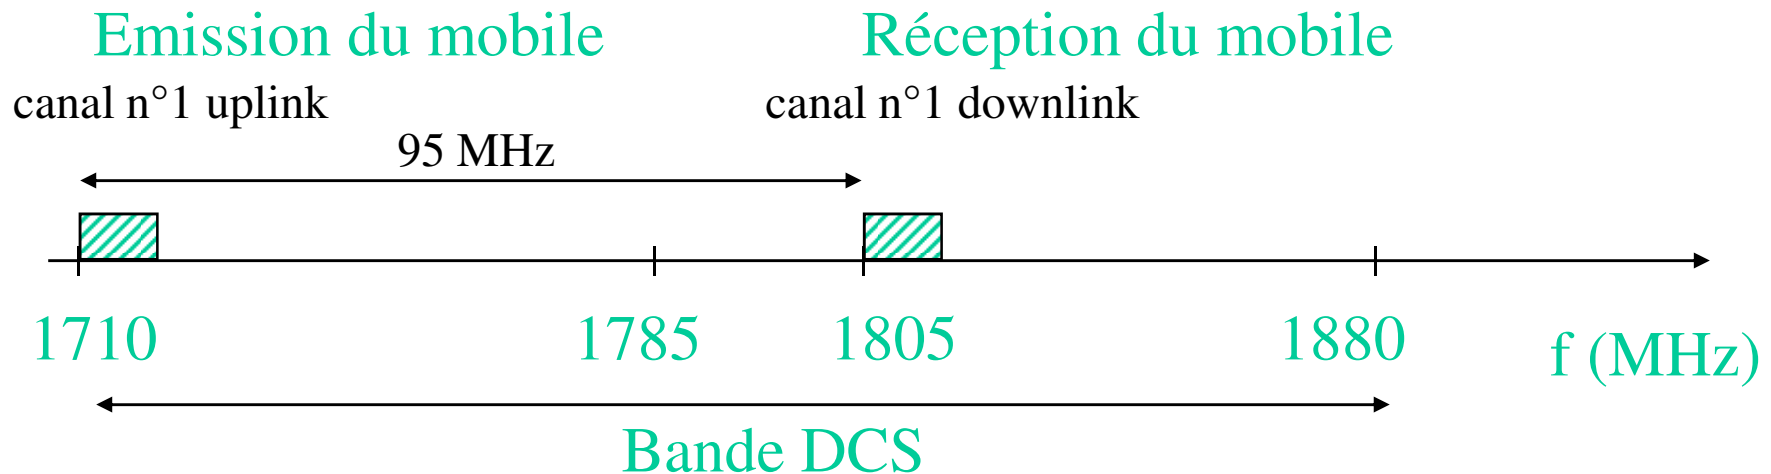 Emission du mobile
Réception du mobile
canal n°1 uplink
canal n°1 downlink
95 MHz
1710
1785
1805
1880
f (MHz)
Bande DCS